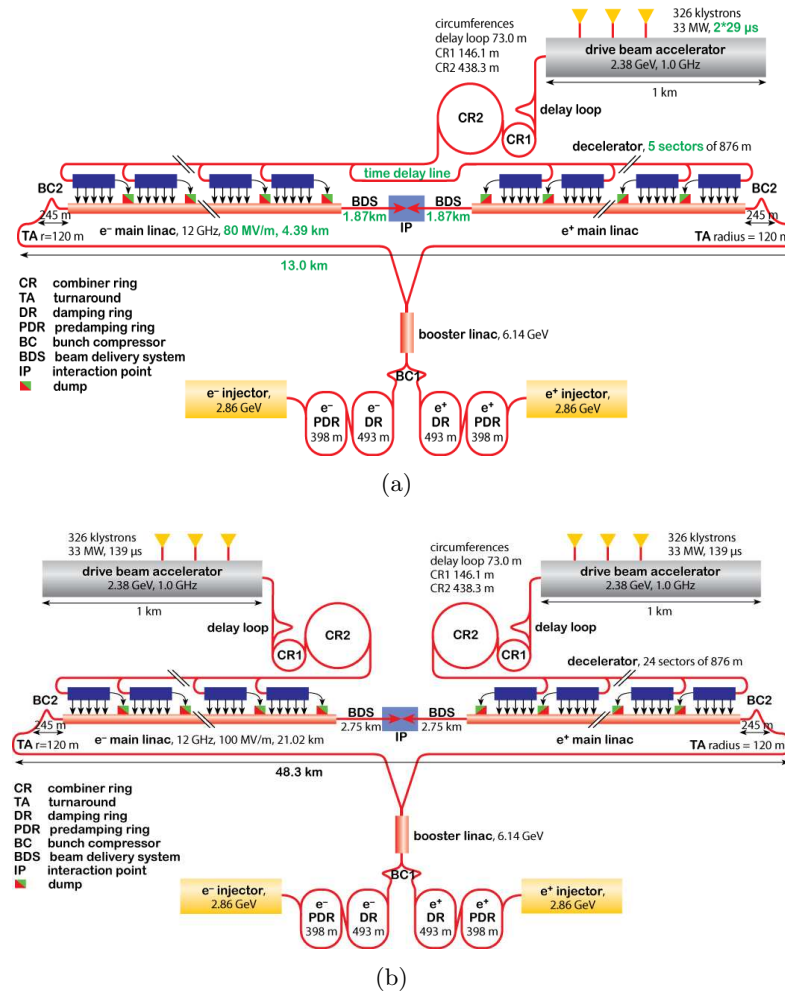 circumferences
delay loop 73.0 m
CR1 146.1 m
CR2 438.3 m
326 klystrons
33 MW, 2*29 µs
drive beam accelerator
2.38 GeV, 1.0 GHz
1 km
delay loop
CR2
CR1
decelerator, 5 sectors of 876 m
time delay line
BC2
BC2
245 m
245 m
BDS
1.87km
BDS
1.87km
IP
TA r=120 m
e⁻ main linac, 12 GHz, 80 MV/m, 4.39 km
e⁺ main linac
TA radius = 120 m
13.0 km
CR combiner ring
TA turnaround
DR damping ring
PDR predamping ring
BC bunch compressor
BDS beam delivery system
IP interaction point
dump
booster linac, 6.14 GeV
BC1
e⁻ injector,
2.86 GeV
e⁻
PDR
398 m
e⁻
DR
493 m
e⁺
DR
493 m
e⁺
PDR
398 m
e⁺ injector,
2.86 GeV
(a)
326 klystrons
33 MW, 139 µs
drive beam accelerator
2.38 GeV, 1.0 GHz
1 km
delay loop
CR1
CR2
circumferences
delay loop 73.0 m
CR1 146.1 m
CR2 438.3 m
326 klystrons
33 MW, 139 µs
drive beam accelerator
2.38 GeV, 1.0 GHz
1 km
delay loop
CR2
CR1
decelerator, 24 sectors of 876 m
BC2
BC2
245 m
245 m
BDS
2.75 km
BDS
2.75 km
IP
TA r=120 m
e⁻ main linac, 12 GHz, 100 MV/m, 21.02 km
e⁺ main linac
TA radius = 120 m
48.3 km
CR combiner ring
TA turnaround
DR damping ring
PDR predamping ring
BC bunch compressor
BDS beam delivery system
IP interaction point
dump
booster linac, 6.14 GeV
BC1
e⁻ injector,
2.86 GeV
e⁻
PDR
398 m
e⁻
DR
493 m
e⁺
DR
493 m
e⁺
PDR
398 m
e⁺ injector,
2.86 GeV
(b)